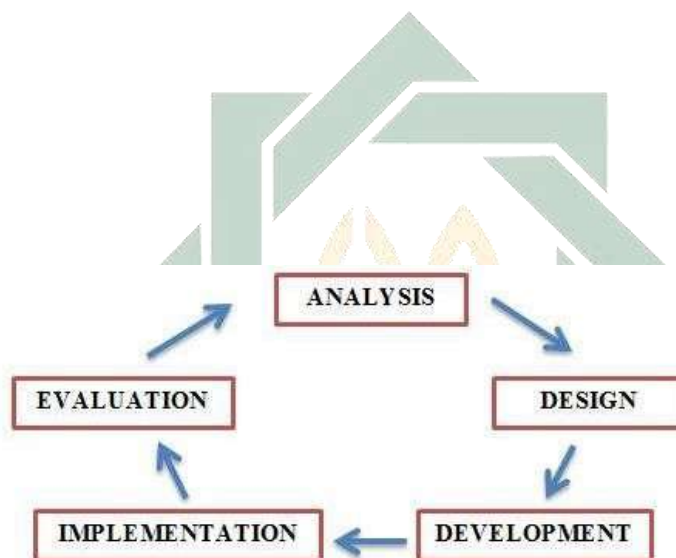 ANALYSIS
EVALUATION
DESIGN
IMPLEMENTATION
DEVELOPMENT